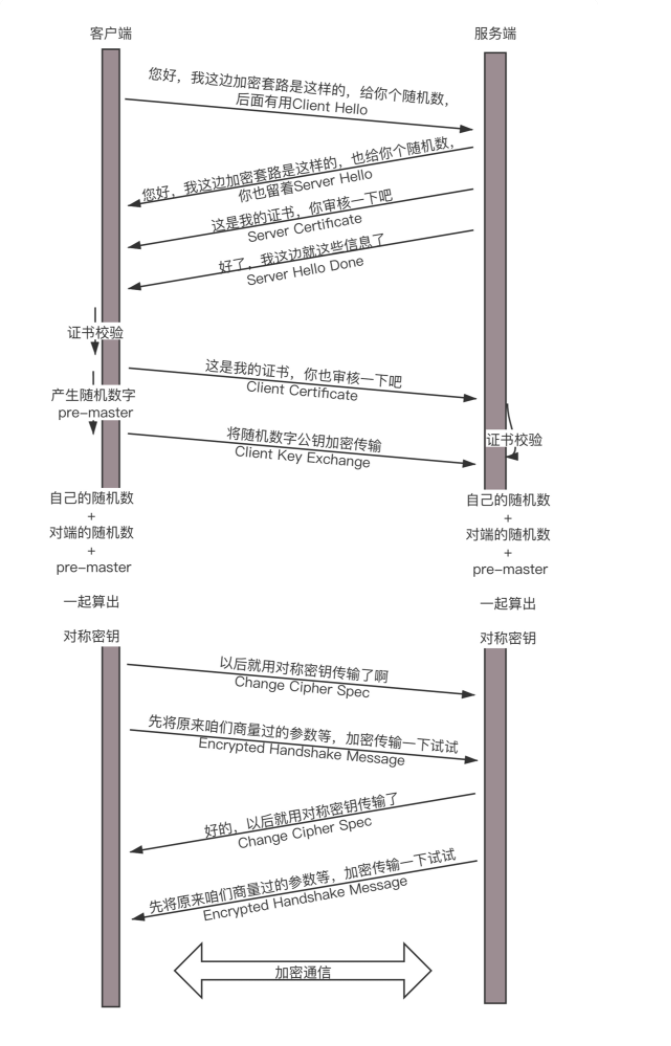 客户端
服务端
您好，我这边加密套路是这样的，给你个随机数，
后面有用Client Hello
您好，我这边加密套路是这样的，也给你个随机数，
你也留着Server Hello
这是我的证书，你审核一下吧
Server Certificate
好了，我这边就这些信息了
Server Hello Done
证书校验
这是我的证书，你也审核一下吧
Client Certificate
产生随机数字
pre-master
证书校验
将随机数字公钥加密传输
Client Key Exchange
自己的随机数
+
对端的随机数
+
pre-master
一起算出
对称密钥
自己的随机数
+
对端的随机数
+
pre-master
一起算出
对称密钥
以后就用对称密钥传输了啊
Change Cipher Spec
先将原来咱们商量过的参数等，加密传输一下试试
Encrypted Handshake Message
好的，以后就用对称密钥传输了
Change Cipher Spec
先将原来咱们商量过的参数等，加密传输一下试试
Encrypted Handshake Message
加密通信